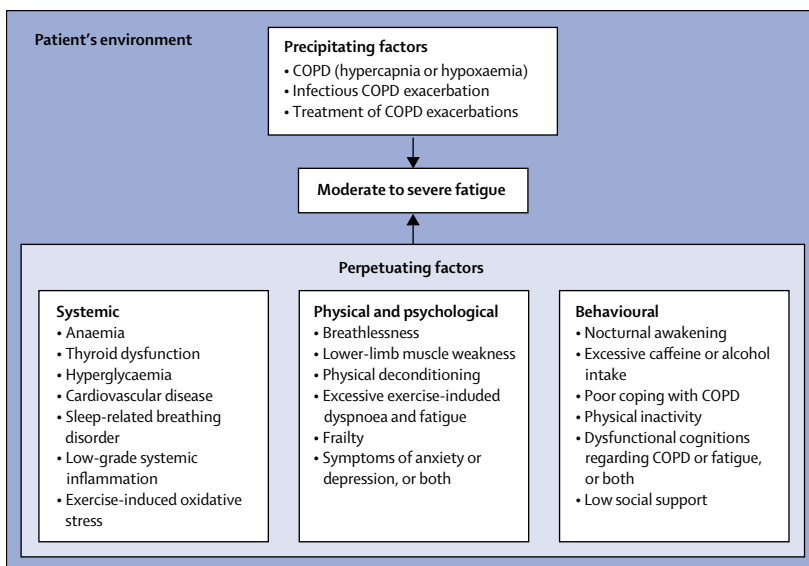 Patient's environment
Precipitating factors
• COPD (hypercapnia or hypoxaemia)
• Infectious COPD exacerbation
• Treatment of COPD exacerbations
Moderate to severe fatigue
Perpetuating factors
Systemic
• Anaemia
• Thyroid dysfunction
• Hyperglycaemia
• Cardiovascular disease
• Sleep-related breathing
disorder
• Low-grade systemic
inflammation
• Exercise-induced oxidative
stress
Physical and psychological
• Breathlessness
• Lower-limb muscle weakness
• Physical deconditioning
• Excessive exercise-indubed
dyspnoea and fatigue
• Frailty
• Symptoms of anxiety or
depression, or both
Behavioural
• Nocturnal awakening
• Excessive caffeine or alcohol
intake
• Poor coping with COPD
• Physical inactivity
• Dysfunctional cognitions
regarding COPD or fatigue,
or both
• Low social support